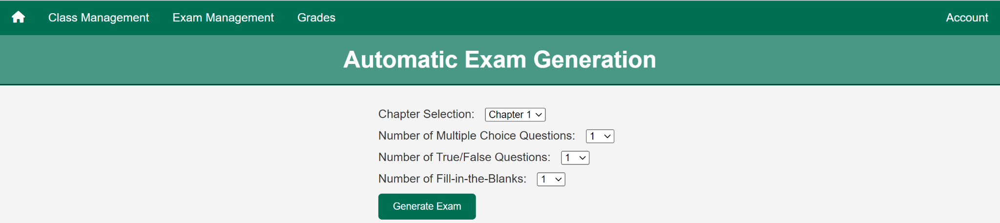 Class Management Exam Management Grades Account
Automatic Exam Generation
Chapter Selection: Chapter 1
Number of Multiple Choice Questions: 1
Number of True/False Questions: 1
Number of Fill-in-the-Blanks: 1
Generate Exam